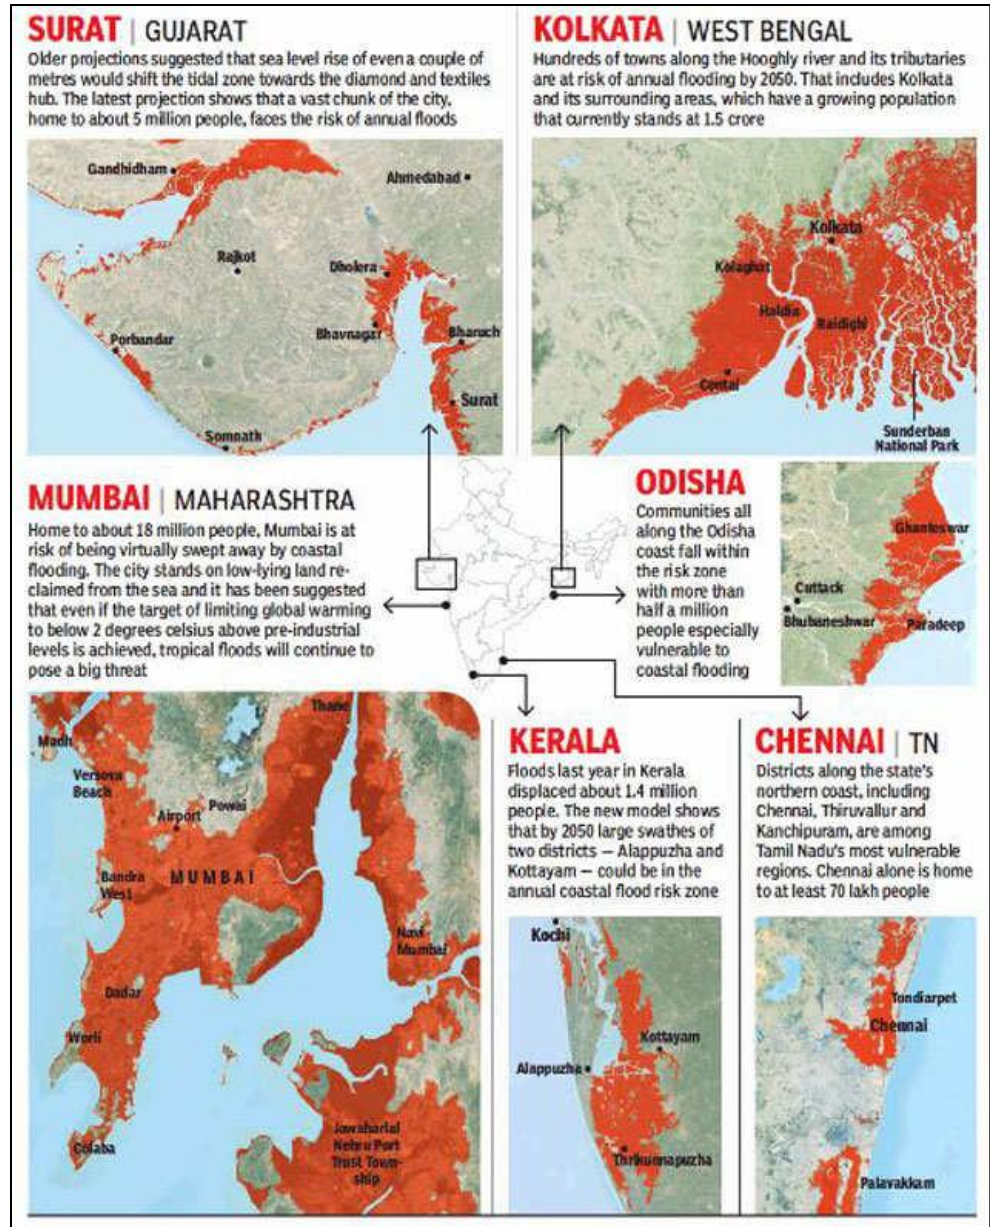 SURAT | GUJARAT
Older projections suggested that sea level rise of even a couple of
metres would shift the tidal zone towards the diamond and textiles
hub. The latest projection shows that a vast chunk of the city,
home to about 5 million people, faces the risk of annual floods
Gandhidham
Ahmedabad
Rajkot
Dholera
Porbandar
Bhavnagar
Bharuch
Surat
Somnath
KOLKATA | WEST BENGAL
Hundreds of towns along the Hooghly river and its tributaries
are at risk of annual flooding by 2050. That includes Kolkata
and its surrounding areas, which have a growing population
that currently stands at 1.5 crore
Kolkata
Kolaghat
Haldia
Raidighi
Contai
Sunderban
National Park
MUMBAI | MAHARASHTRA
Home to about 18 million people, Mumbai is at
risk of being virtually swept away by coastal
flooding. The city stands on low-lying land re-
claimed from the sea and it has been suggested
that even if the target of limiting global warming
to below 2 degrees celsius above pre-industrial
levels is achieved, tropical floods will continue to
pose a big threat
Thane
Madh
Versova
Beach
Powai
Airport
MUMBAI
Bandra
West
Navi
Mumbai
Dadar
Worli
Colaba
Jawaharlal
Nehru Port
Trust Town-
ship
ODISHA
Communities all
along the Odisha
coast fall within
the risk zone
with more than
half a million
people especially
vulnerable to
coastal flooding
Ghanteswar
Cuttack
Bhubaneshwar
Paradeep
KERALA
Floods last year in Kerala
displaced about 1.4 million
people. The new model shows
that by 2050 large swathes of
two districts — Alappuzha and
Kottayam — could be in the
annual coastal flood risk zone
Kochi
Kottayam
Alappuzha
Thrikunnapuzha
CHENNAI | TN
Districts along the state's
northern coast, including
Chennai, Thiruvallur and
Kanchipuram, are among
Tamil Nadu's most vulnerable
regions. Chennai alone is home
to at least 70 lakh people
Tondiarpet
Chennai
Palavakkam